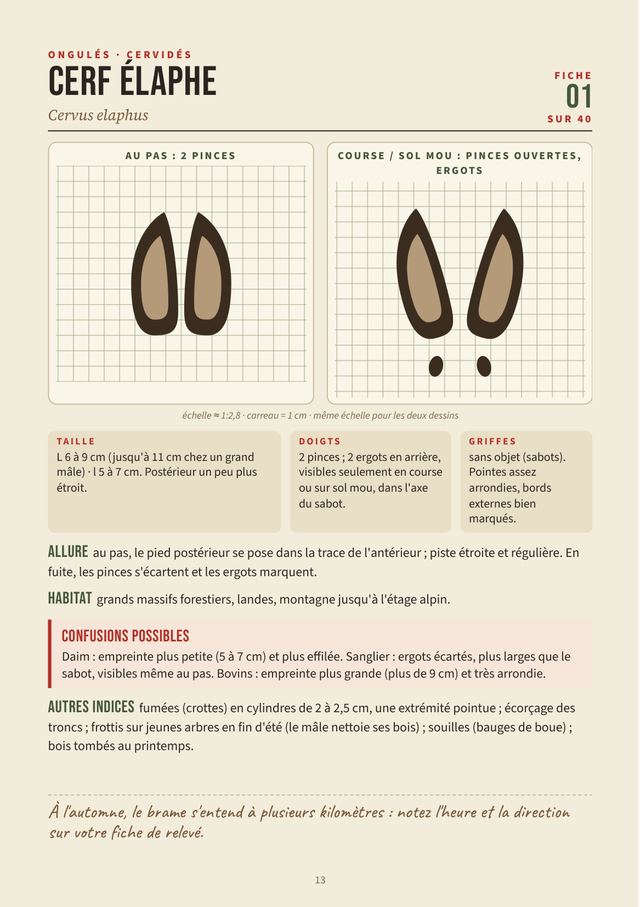 ONGULÉS · CERVIDÉS
CERF ÉLAPHE
Cervus elaphus
FICHE
01
SUR 40
AU PAS : 2 PINCES
COURSE / SOL MOU : PINCES OUVERTES,
ERGOTS
échelle ≈ 1:2,8 · carreau = 1 cm · même échelle pour les deux dessins
TAILLE
L 6 à 9 cm (jusqu'à 11 cm chez un grand
mâle) · l 5 à 7 cm. Postérieur un peu plus
étroit.
DOIGTS
2 pinces ; 2 ergots en arrière,
visibles seulement en course
ou sur sol mou, dans l'axe
du sabot.
GRIFFES
sans objet (sabots).
Pointes assez
arrondies, bords
externes bien
marqués.
ALLURE au pas, le pied postérieur se pose dans la trace de l'antérieur ; piste étroite et régulière. En
fuite, les pinces s'écartent et les ergots marquent.
HABITAT grands massifs forestiers, landes, montagne jusqu'à l'étage alpin.
CONFUSIONS POSSIBLES
Daim : empreinte plus petite (5 à 7 cm) et plus effilée. Sanglier : ergots écartés, plus larges que le
sabot, visibles même au pas. Bovins : empreinte plus grande (plus de 9 cm) et très arrondie.
AUTRES INDICES fumées (crottes) en cylindres de 2 à 2,5 cm, une extrémité pointue ; écorçage des
troncs ; frottis sur jeunes arbres en fin d'été (le mâle nettoie ses bois) ; souilles (bauges de boue) ;
bois tombés au printemps.
À l'automne, le brame s'entend à plusieurs kilomètres : notez l'heure et la direction
sur votre fiche de relevé.
13